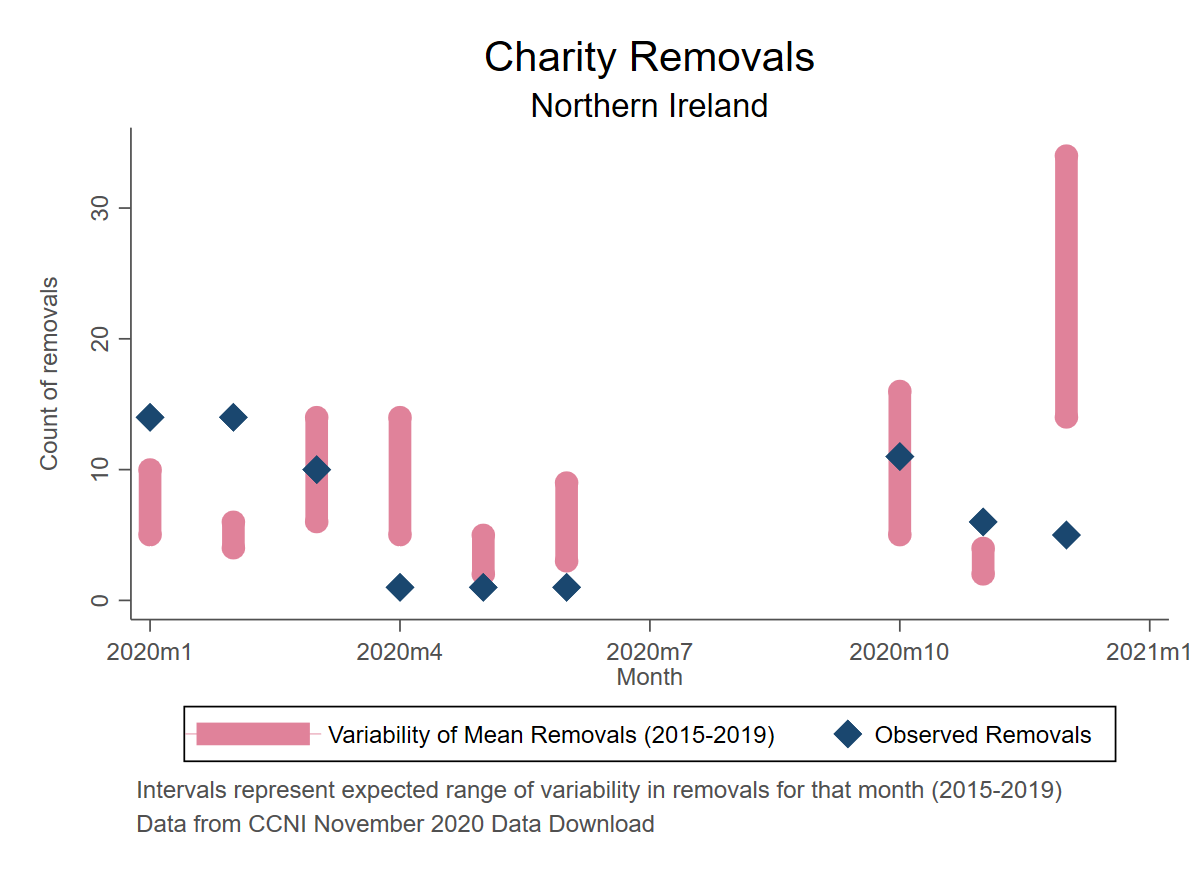 Charity Removals
Northern Ireland
Count of removals
30
20
10
0
2020m1 2020m4 2020m7 2020m10 2021m1
Month
Variability of Mean Removals (2015-2019) Observed Removals
Intervals represent expected range of variability in removals for that month (2015-2019)
Data from CCNI November 2020 Data Download